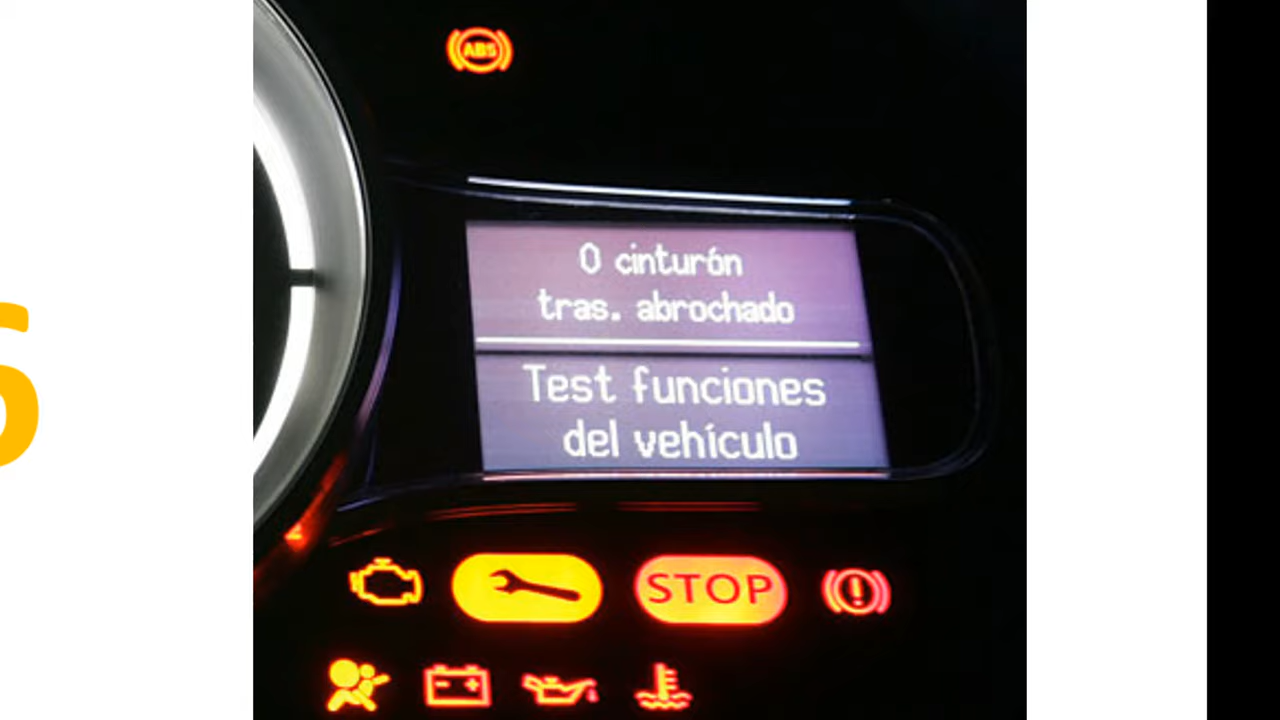 ABS
0 cinturón
tras. abrochado
Test funciones
del vehículo
STOP